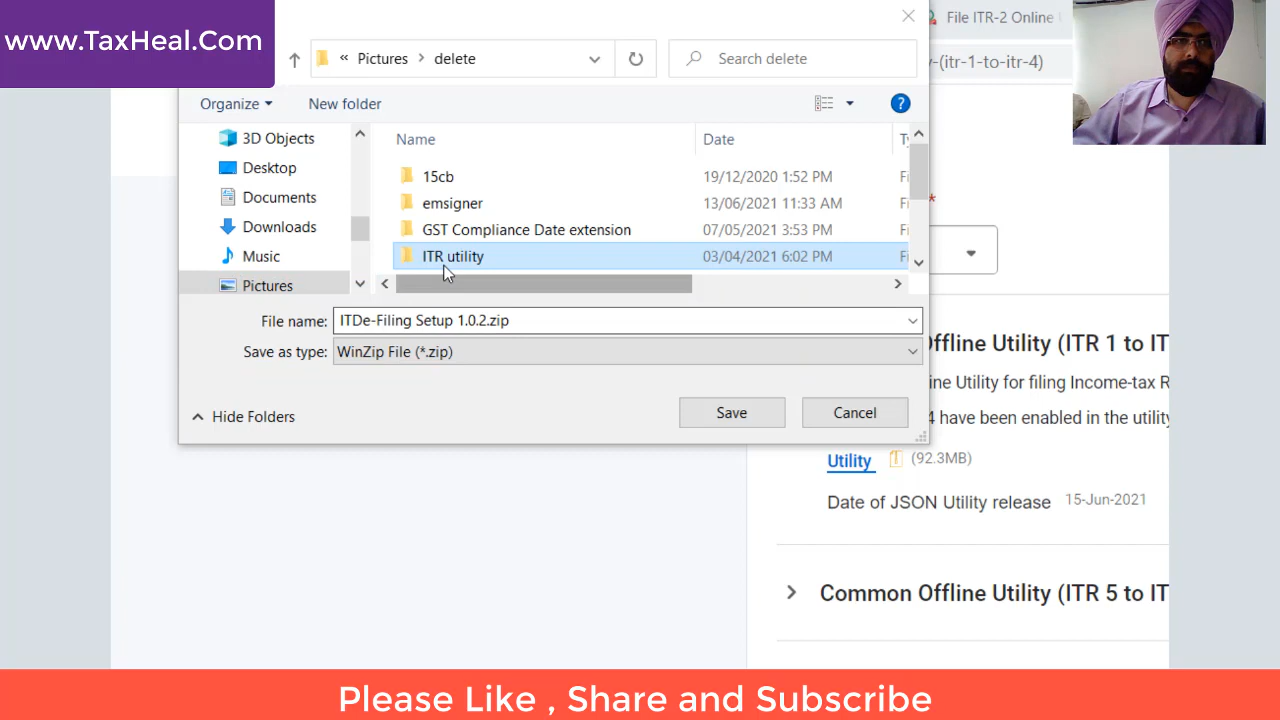 www.TaxHeal.Com
File ITR-2 Online
« Pictures > delete
Search delete
-(itr-1-to-itr-4)
Organize
New folder
3D Objects
Desktop
Documents
Downloads
Music
Pictures
Name
Date
15cb
19/12/2020 1:52 PM
emsigner
13/06/2021 11:33 AM
GST Compliance Date extension
07/05/2021 3:53 PM
ITR utility
03/04/2021 6:02 PM
*
File name: ITDe-Filing Setup 1.0.2.zip
Save as type: WinZip File (*.zip)
Hide Folders
Save
Cancel
ffline Utility (ITR 1 to IT
ine Utility for filing Income-tax R
4 have been enabled in the utility
Utility (92.3MB)
Date of JSON Utility release 15-Jun-2021
Common Offline Utility (ITR 5 to IT
Please Like , Share and Subscribe